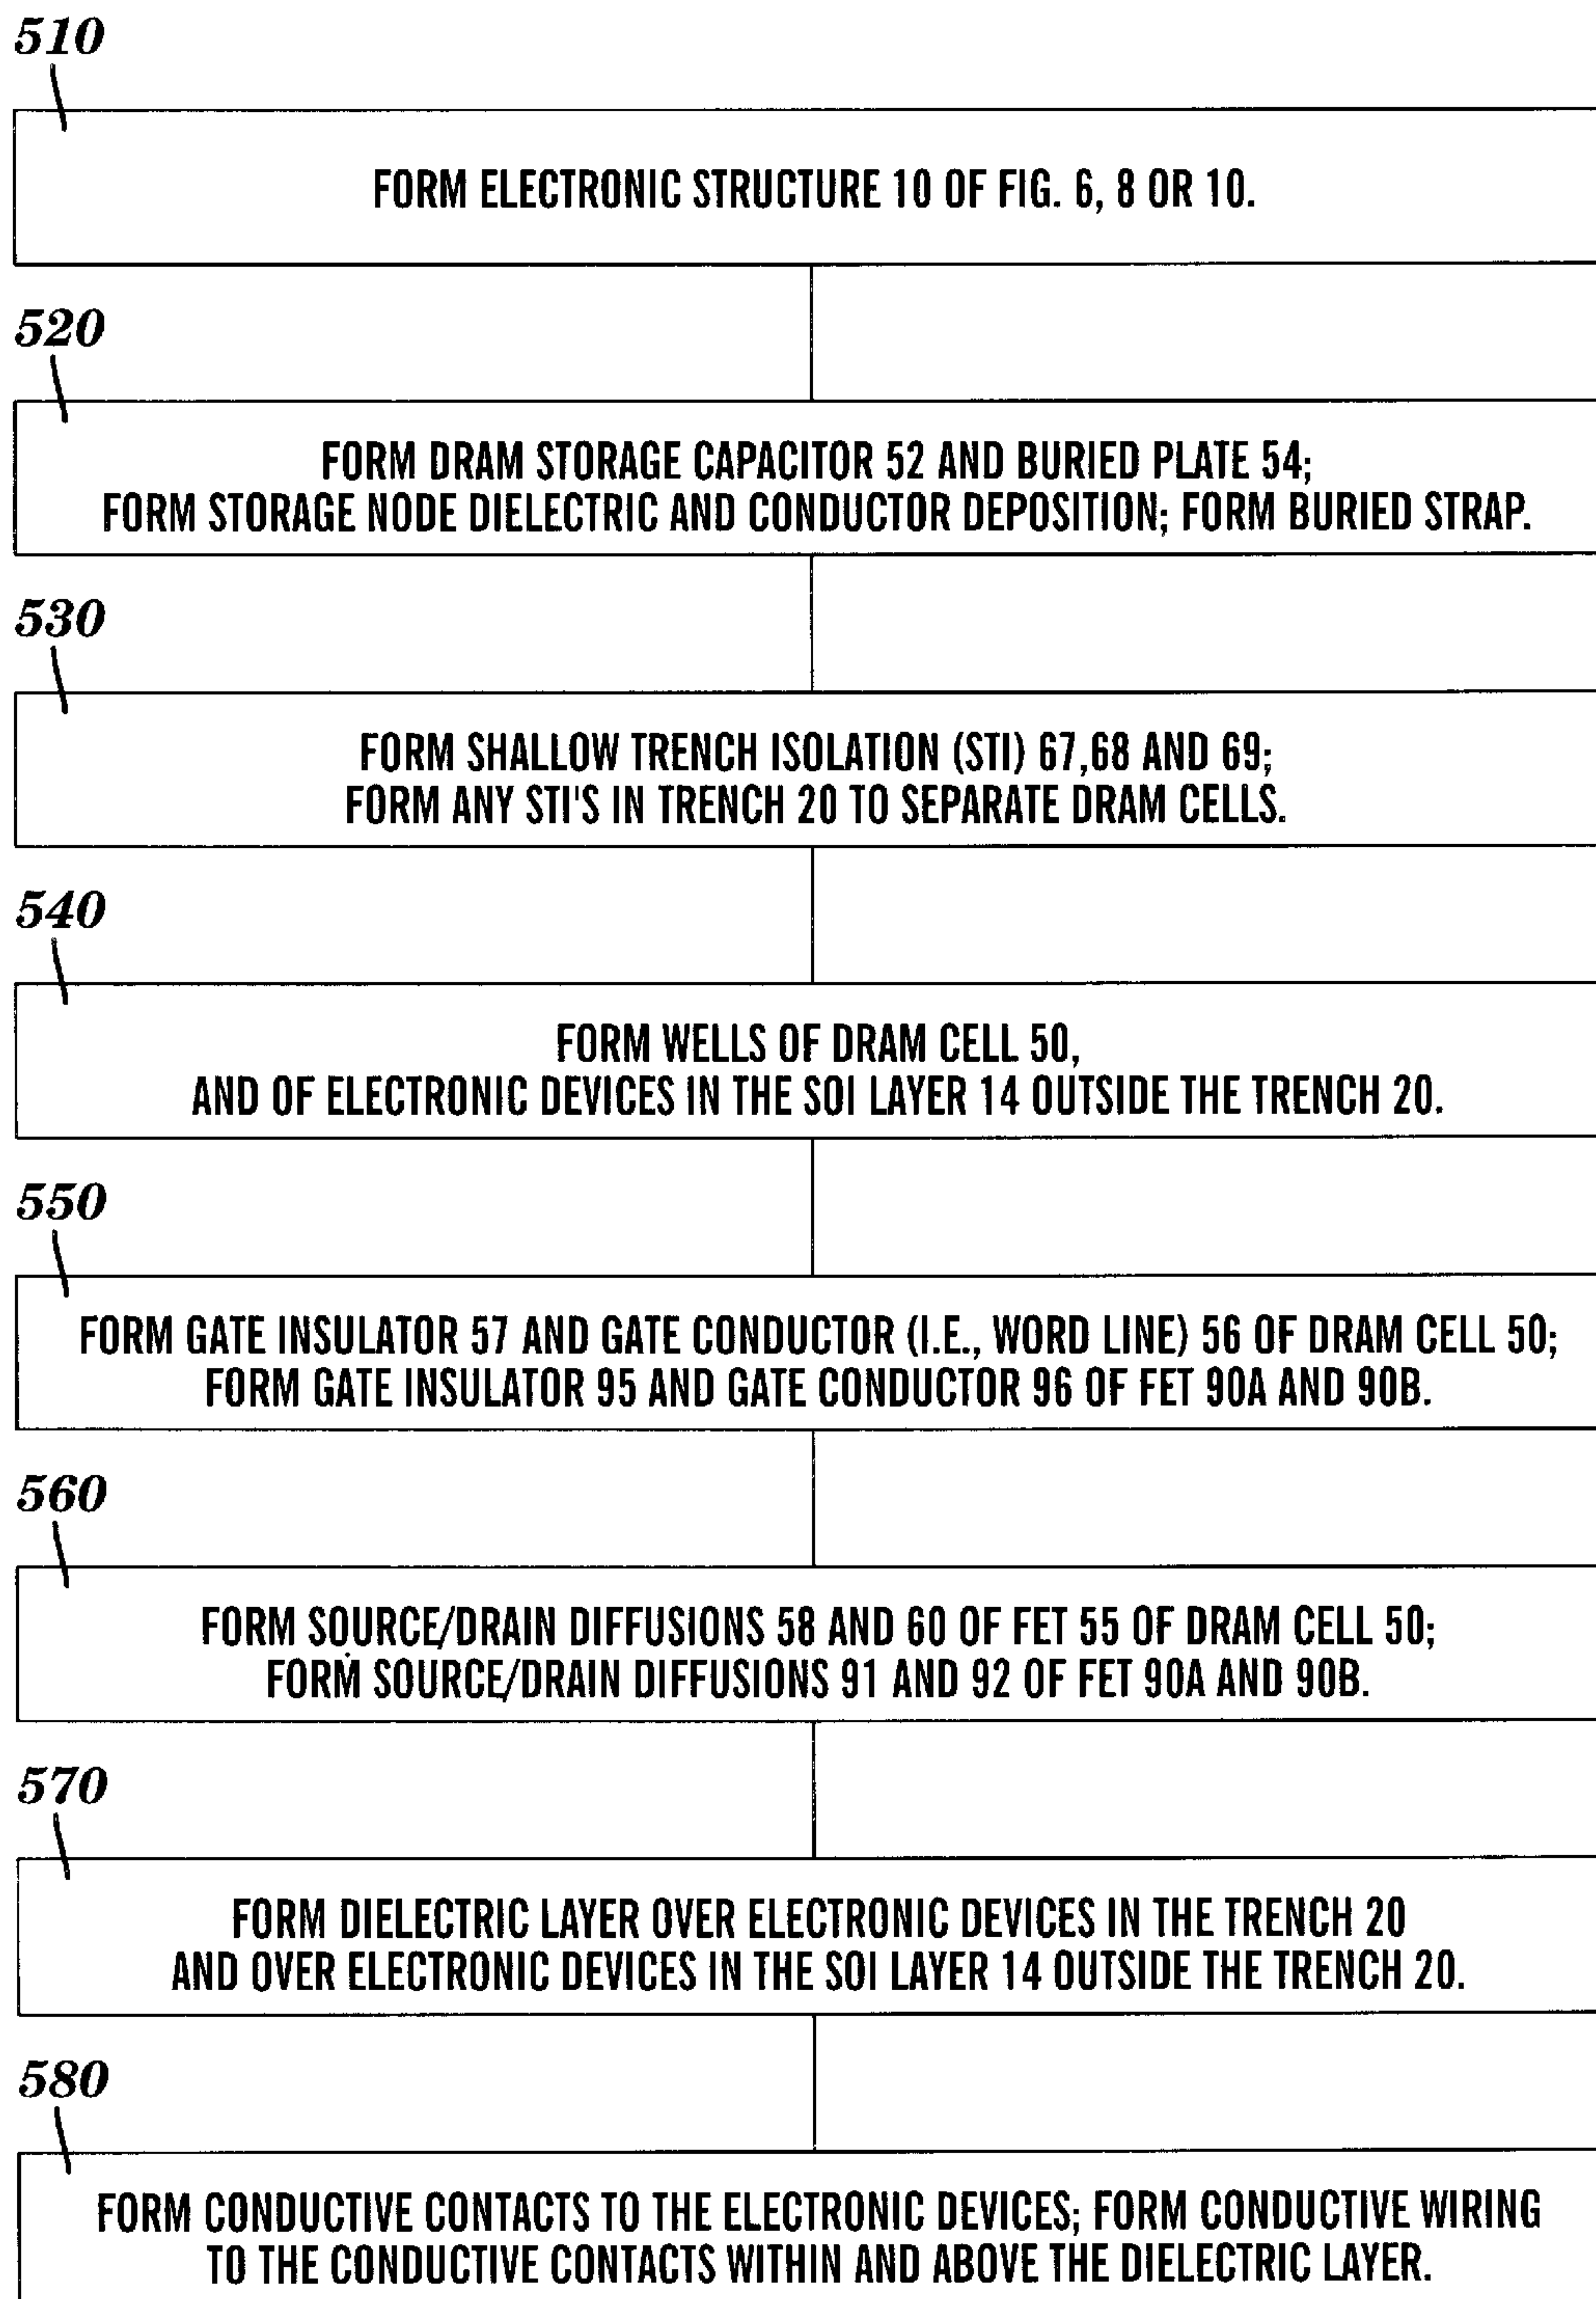 510
FORM ELECTRONIC STRUCTURE 10 OF FIG. 6, 8 OR 10.
520
FORM DRAM STORAGE CAPACITOR 52 AND BURIED PLATE 54;
FORM STORAGE NODE DIELECTRIC AND CONDUCTOR DEPOSITION; FORM BURIED STRAP.
530
FORM SHALLOW TRENCH ISOLATION (STI) 67,68 AND 69;
FORM ANY STI'S IN TRENCH 20 TO SEPARATE DRAM CELLS.
540
FORM WELLS OF DRAM CELL 50,
AND OF ELECTRONIC DEVICES IN THE SOI LAYER 14 OUTSIDE THE TRENCH 20.
550
FORM GATE INSULATOR 57 AND GATE CONDUCTOR (I.E., WORD LINE) 56 OF DRAM CELL 50;
FORM GATE INSULATOR 95 AND GATE CONDUCTOR 96 OF FET 90A AND 90B.
560
FORM SOURCE/DRAIN DIFFUSIONS 58 AND 60 OF FET 55 OF DRAM CELL 50;
FORM SOURCE/DRAIN DIFFUSIONS 91 AND 92 OF FET 90A AND 90B.
570
FORM DIELECTRIC LAYER OVER ELECTRONIC DEVICES IN THE TRENCH 20
AND OVER ELECTRONIC DEVICES IN THE SOI LAYER 14 OUTSIDE THE TRENCH 20.
580
FORM CONDUCTIVE CONTACTS TO THE ELECTRONIC DEVICES; FORM CONDUCTIVE WIRING
TO THE CONDUCTIVE CONTACTS WITHIN AND ABOVE THE DIELECTRIC LAYER.